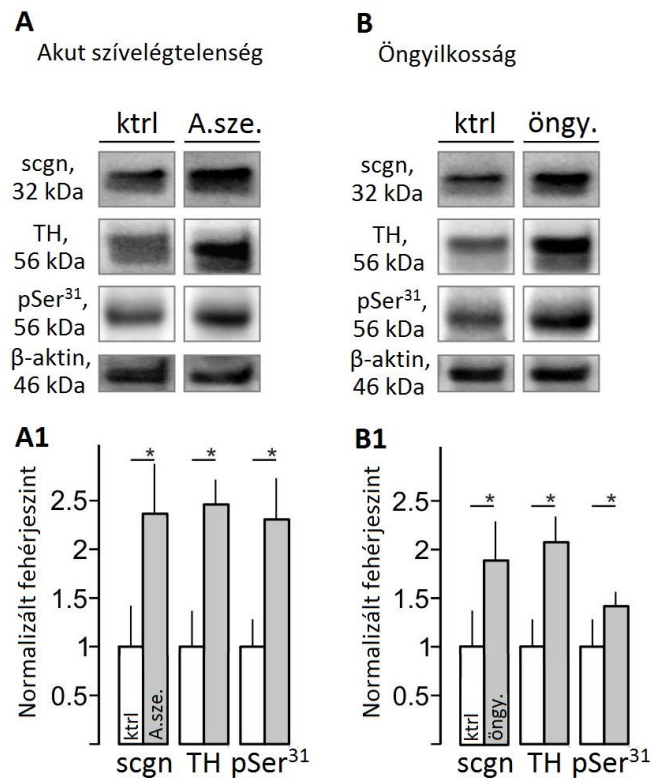 A
Akut szívelégtelenség
ktrl A.sze.
scgn,
32 kDa
TH,
56 kDa
pSer³¹,
56 kDa
β-aktin,
46 kDa
B
Öngyilkosság
ktrl öngy.
scgn,
32 kDa
TH,
56 kDa
pSer³¹,
56 kDa
β-aktin,
46 kDa
A1
Normalizált fehérjeszint
2.5
2
1.5
1
0.5
* * *
ktrl
A.sze.
scgn TH pSer³¹
B1
Normalizált fehérjeszint
2.5
2
1.5
1
0.5
* * *
ktrl
öngy.
scgn TH pSer³¹